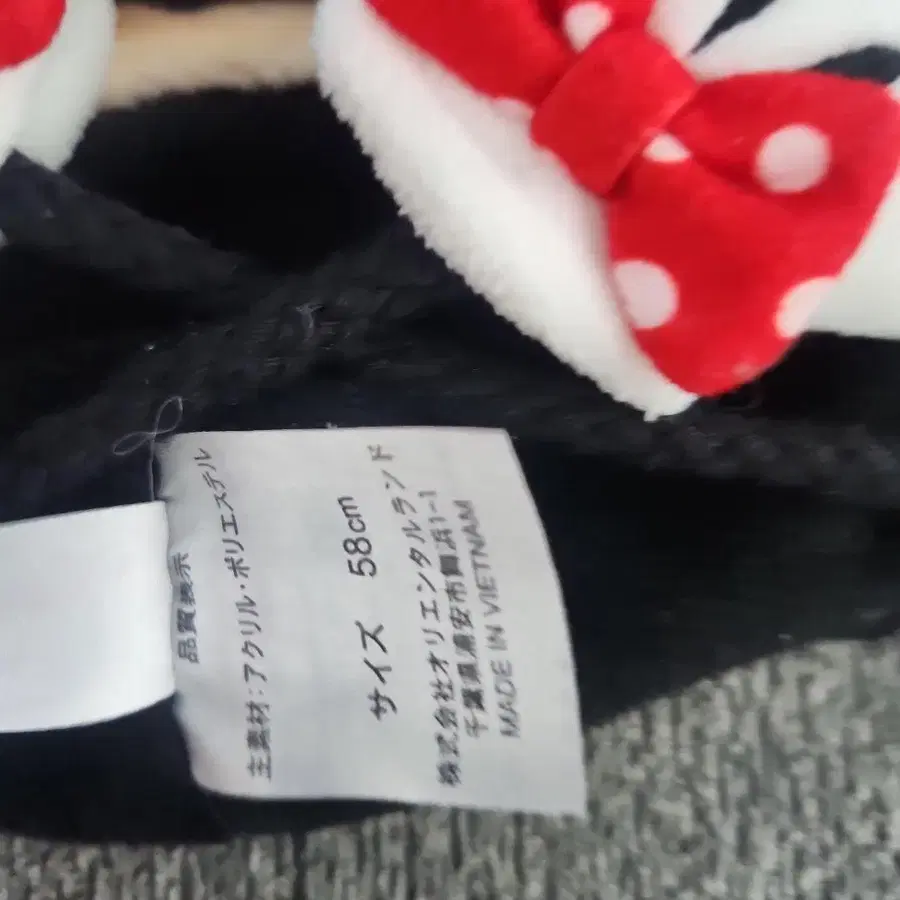 品質表示
主素材：アクリル・ポリエステル
サイズ 58cm
株式会社オリエンタルランド
千葉県浦安市舞浜1-1
MADE IN VIETNAM